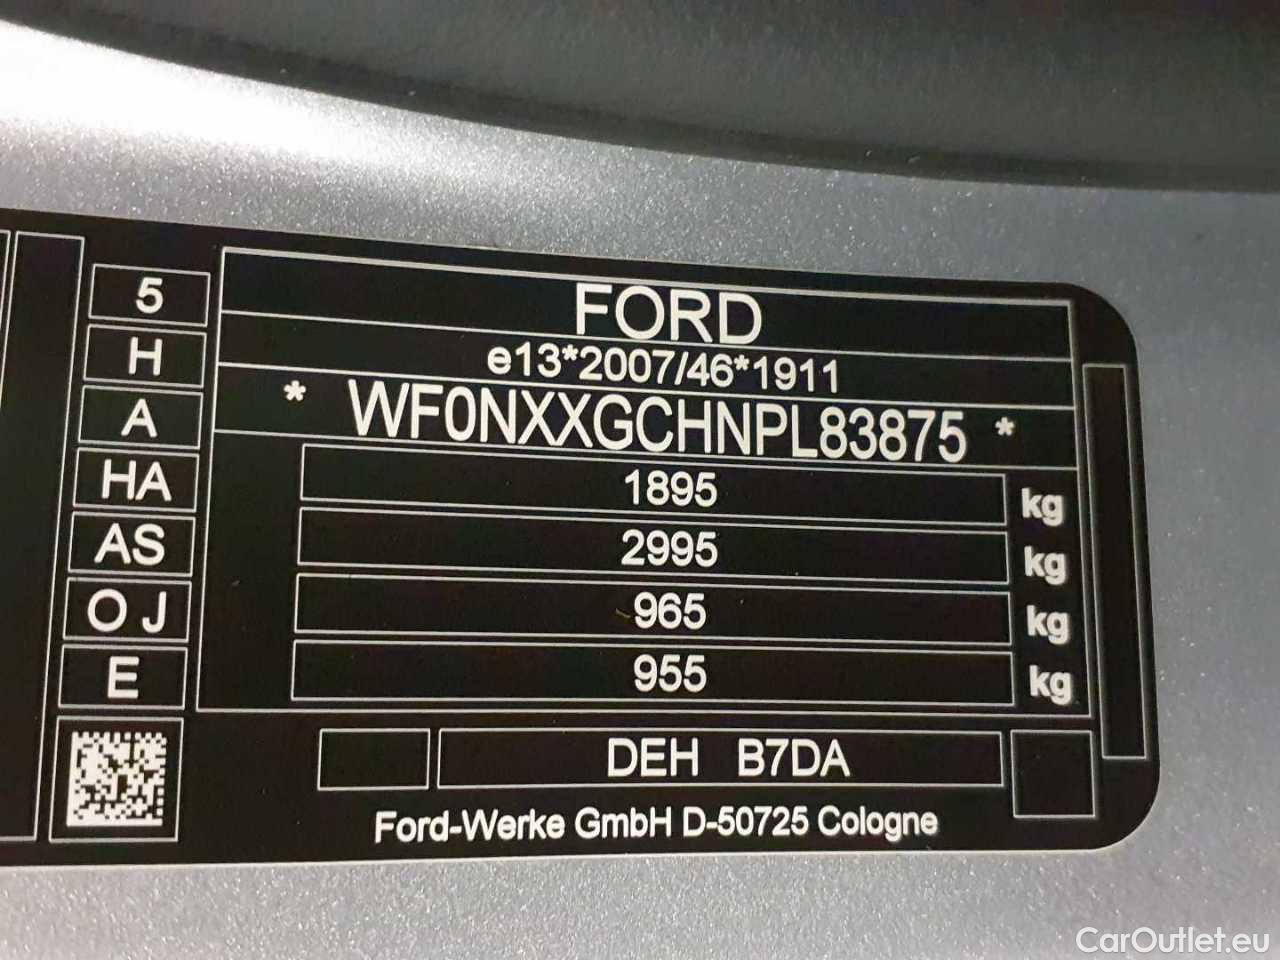 5
H
A
HA
AS
O J
E
FORD
e13*2007/46*1911
* WF0NXXGCHNPL83875 *
1895 kg
2995 kg
965 kg
955 kg
DEH B7DA
Ford-Werke GmbH D-50725 Cologne
CarOutlet.eu